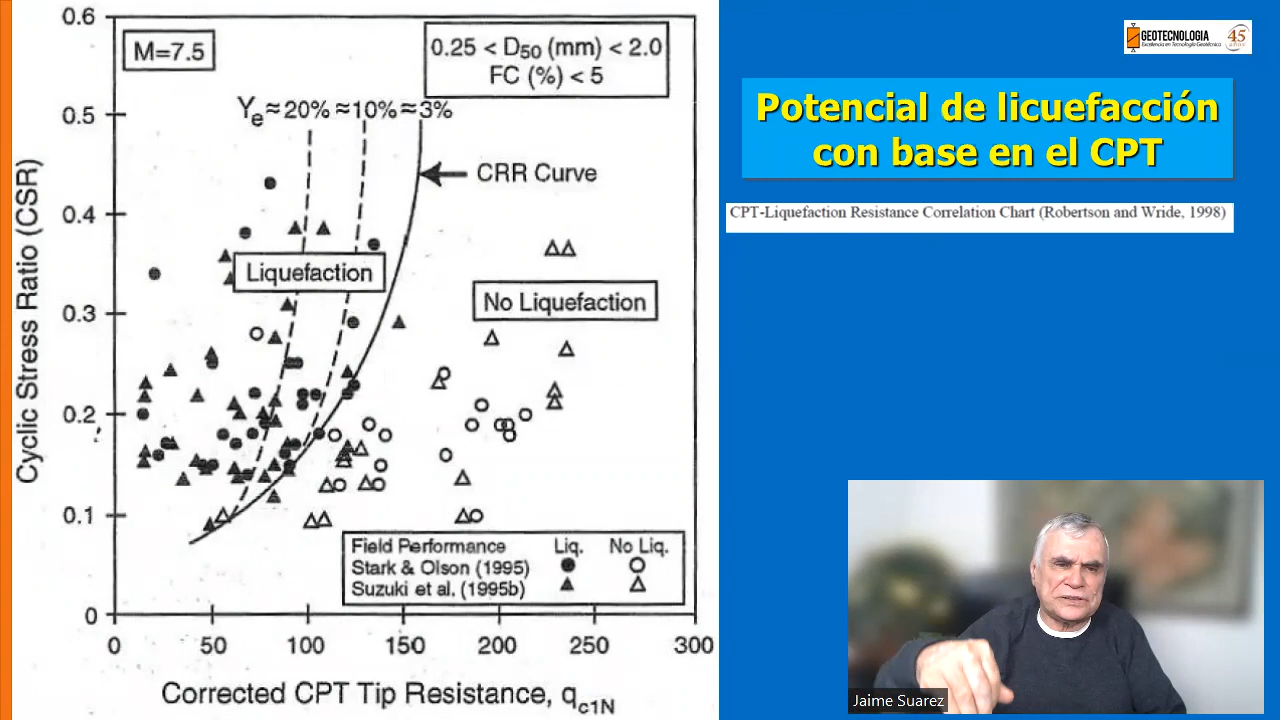 0.6
M=7.5
0.25 < D50 (mm) < 2.0
FC (%) < 5
0.5
Ye ≈20% ≈10% ≈3%
CRR Curve
0.4
Liquefaction
No Liquefaction
0.3
0.2
0.1
Field Performance Liq. No Liq.
Stark & Olson (1995)
Suzuki et al. (1995b)
0
0 50 100 150 200 250 300
Cyclic Stress Ratio (CSR)
Corrected CPT Tip Resistance, qc1N
GEOTECNOLOGIA
45
Potencial de licuefacción
con base en el CPT
CPT-Liquefaction Resistance Correlation Chart (Robertson and Wride, 1998)
Jaime Suarez